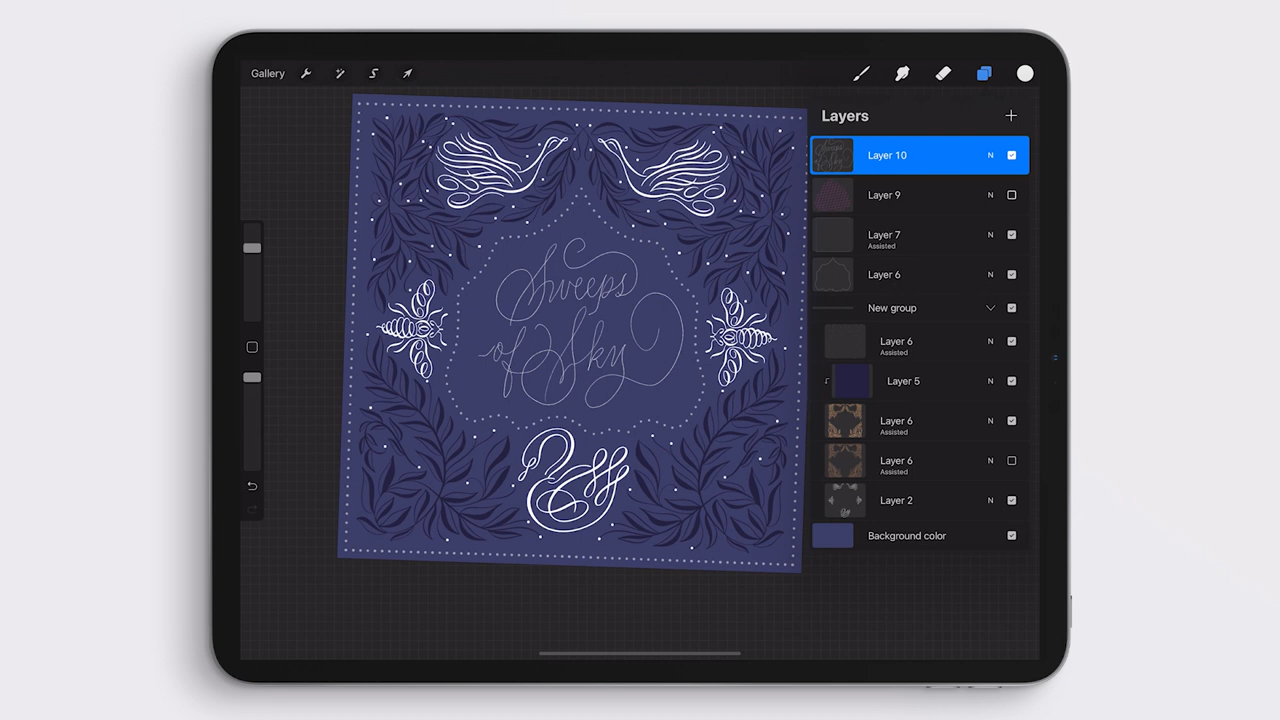 Gallery
Layers
Layer 10 N
Layer 9 N
Layer 7 N
Assisted
Layer 6 N
New group
Layer 6 N
Assisted
Layer 5 N
Layer 6 N
Assisted
Layer 6 N
Assisted
Layer 2 N
Background color
Sweeps
of Sky